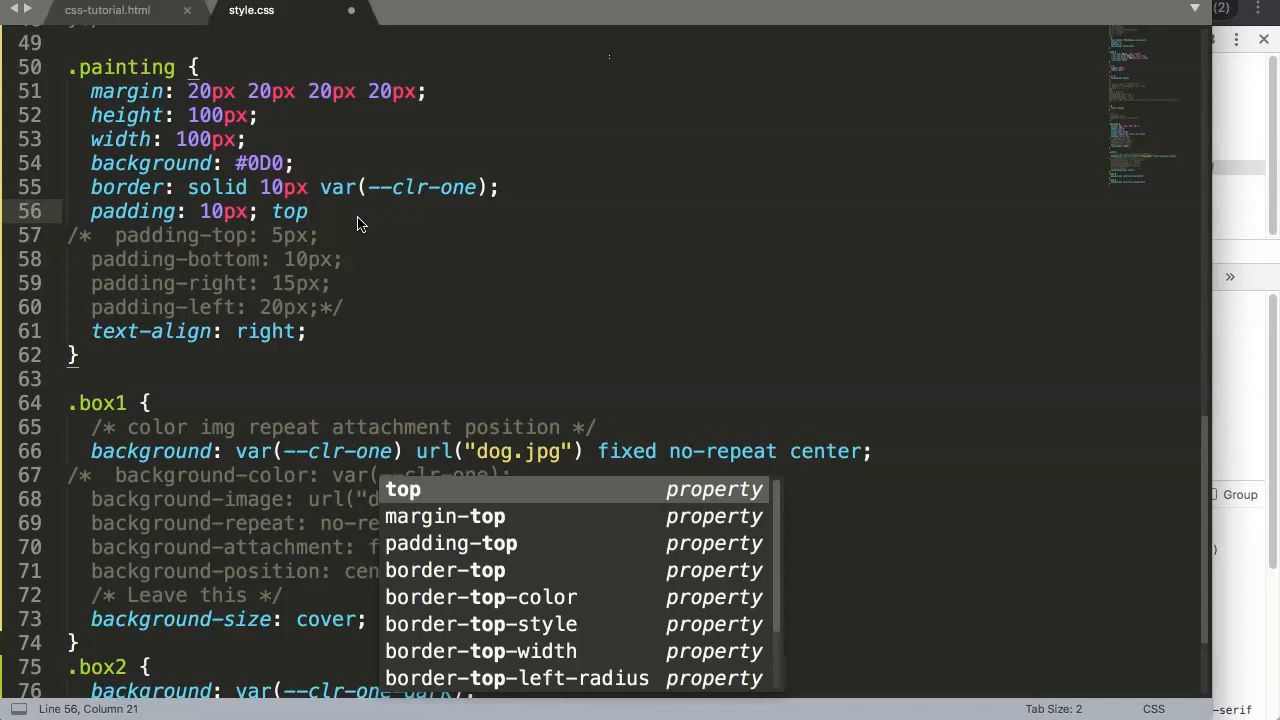 css-tutorial.html × style.css
(2)
49
50 .painting {
51 margin: 20px 20px 20px 20px;
52 height: 100px;
53 width: 100px;
54 background: #0D0;
55 border: solid 10px var(--clr-one);
56 padding: 10px; top
57 /* padding-top: 5px;
58 padding-bottom: 10px;
59 padding-right: 15px;
60 padding-left: 20px;*/
61 text-align: right;
62 }
63
64 .box1 {
65 /* color img repeat attachment position */
66 background: var(--clr-one) url("dog.jpg") fixed no-repeat center;
67 /* background-color: var(--clr-one);
68 background-image: url("d
69 background-repeat: no-re
70 background-attachment: f
71 background-position: cen
72 /* Leave this */
73 background-size: cover;
74 }
75 .box2 {
76 background: var(--clr-one-dark);
top property
margin-top property
padding-top property
border-top property
border-top-color property
border-top-style property
border-top-width property
border-top-left-radius property
Group
Line 56, Column 21
Tab Size: 2
CSS
-serif